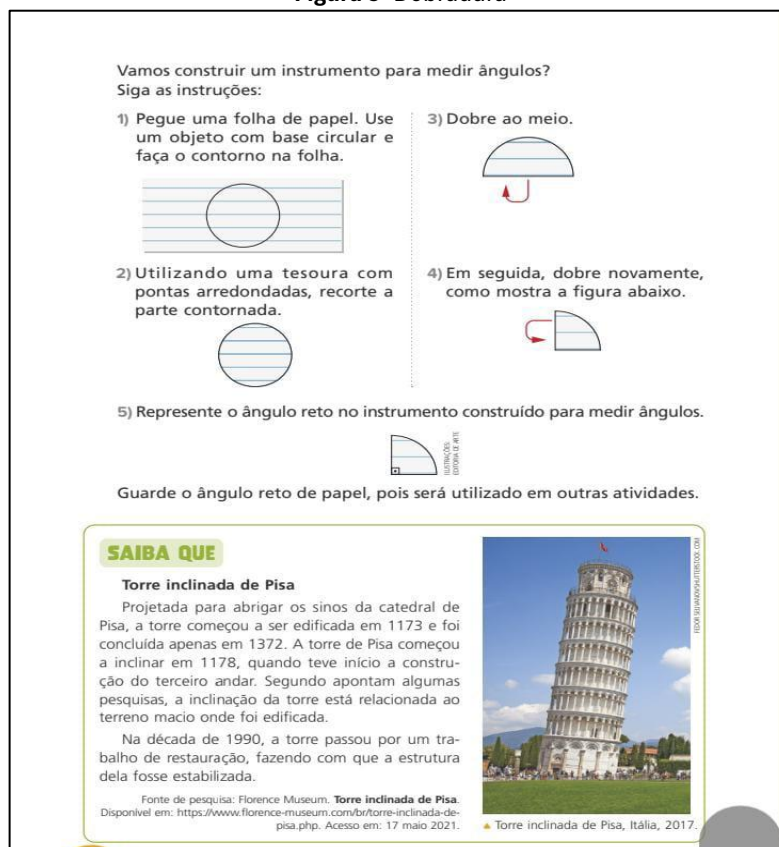 Vamos construir um instrumento para medir ângulos?
Siga as instruções:
1) Pegue uma folha de papel. Use
um objeto com base circular e
faça o contorno na folha.
2) Utilizando uma tesoura com
pontas arredondadas, recorte a
parte contornada.
3) Dobre ao meio.
4) Em seguida, dobre novamente,
como mostra a figura abaixo.
5) Represente o ângulo reto no instrumento construído para medir ângulos.
ILUSTRAÇÕES:
EDITORIA DE ARTE
Guarde o ângulo reto de papel, pois será utilizado em outras atividades.
SAIBA QUE
Torre inclinada de Pisa
Projetada para abrigar os sinos da catedral de
Pisa, a torre começou a ser edificada em 1173 e foi
concluída apenas em 1372. A torre de Pisa começou
a inclinar em 1178, quando teve início a constru-
ção do terceiro andar. Segundo apontam algumas
pesquisas, a inclinação da torre está relacionada ao
terreno macio onde foi edificada.
Na década de 1990, a torre passou por um tra-
balho de restauração, fazendo com que a estrutura
dela fosse estabilizada.
Fonte de pesquisa: Florence Museum. Torre inclinada de Pisa.
Disponível em: https://www.florence-museum.com/br/torre-inclinada-de-
pisa.php. Acesso em: 17 maio 2021.
Torre inclinada de Pisa, Itália, 2017.